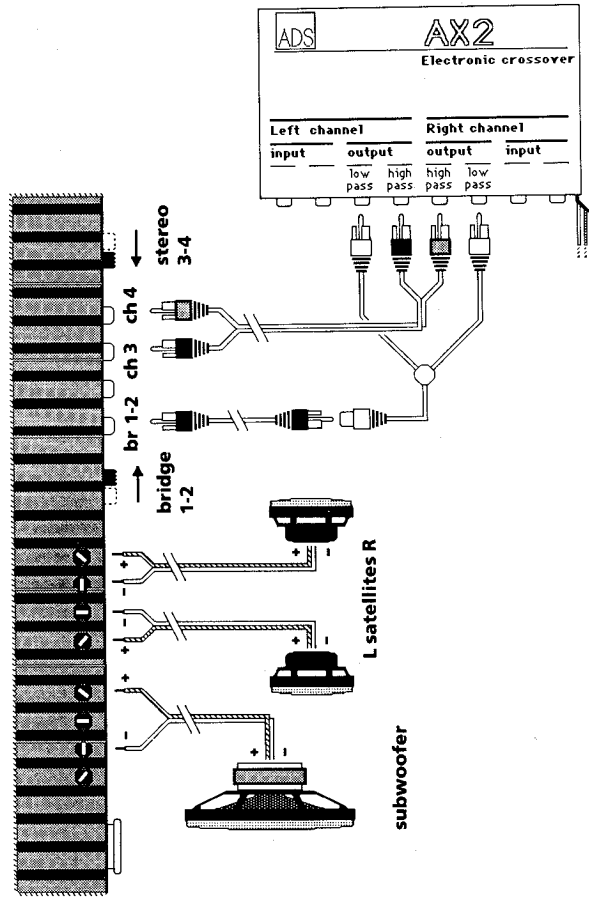 ADS
AX2
Electronic crossover
Left channel
Right channel
input
output
output
input
low pass
high pass
high pass
low pass
stereo
3-4
ch 4
ch 3
br 1-2
bridge
1-2
+
-
-
+
+
-
+
-
+
-
+
-
L satellites R
subwoofer